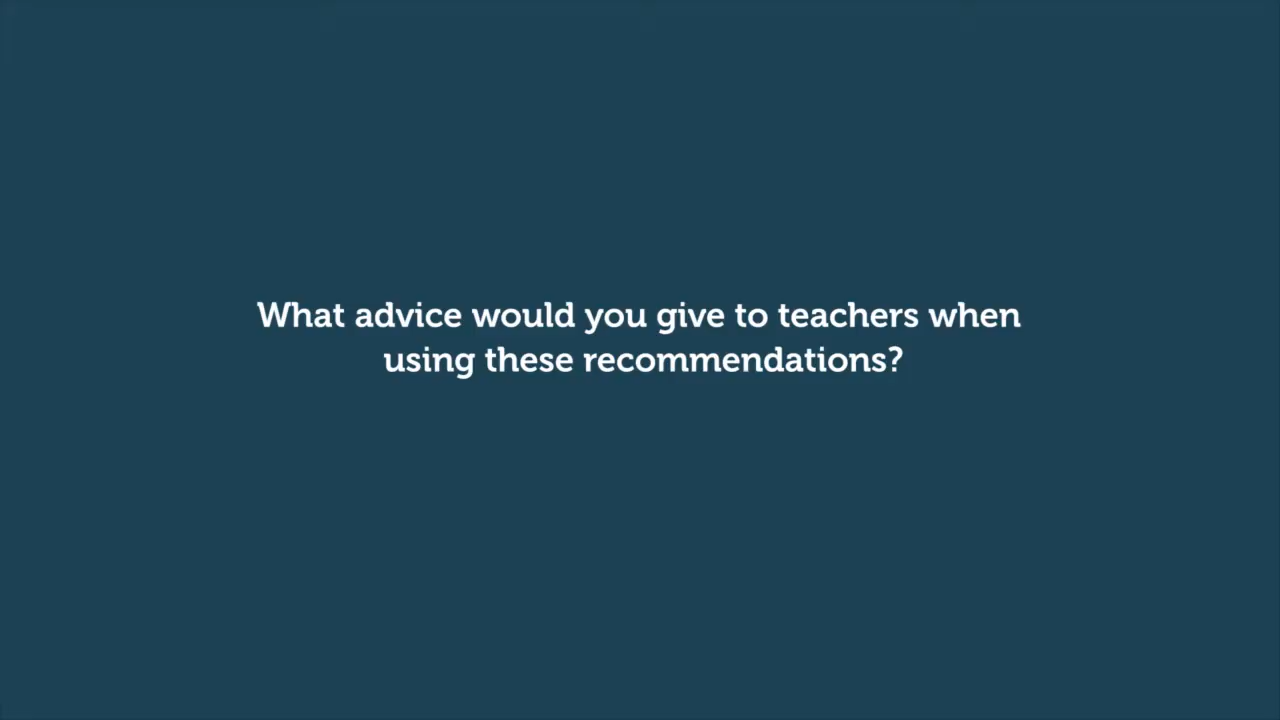 What advice would you give to teachers when
using these recommendations?